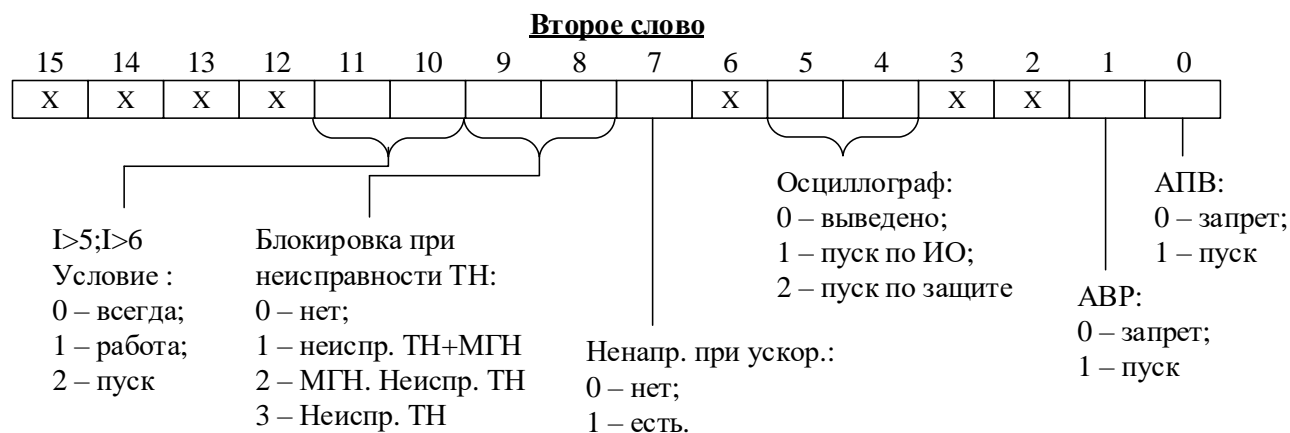 Второе слово
15 14 13 12 11 10 9 8 7 6 5 4 3 2 1 0
X X X X X X X
I>5;I>6
Условие :
0 – всегда;
1 – работа;
2 – пуск
Блокировка при
неисправности ТН:
0 – нет;
1 – неиспр. ТН+МГН
2 – МГН. Неиспр. ТН
3 – Неиспр. ТН
Ненапр. при ускор.:
0 – нет;
1 – есть.
Осциллограф:
0 – выведено;
1 – пуск по ИО;
2 – пуск по защите
АВР:
0 – запрет;
1 – пуск
АПВ:
0 – запрет;
1 – пуск